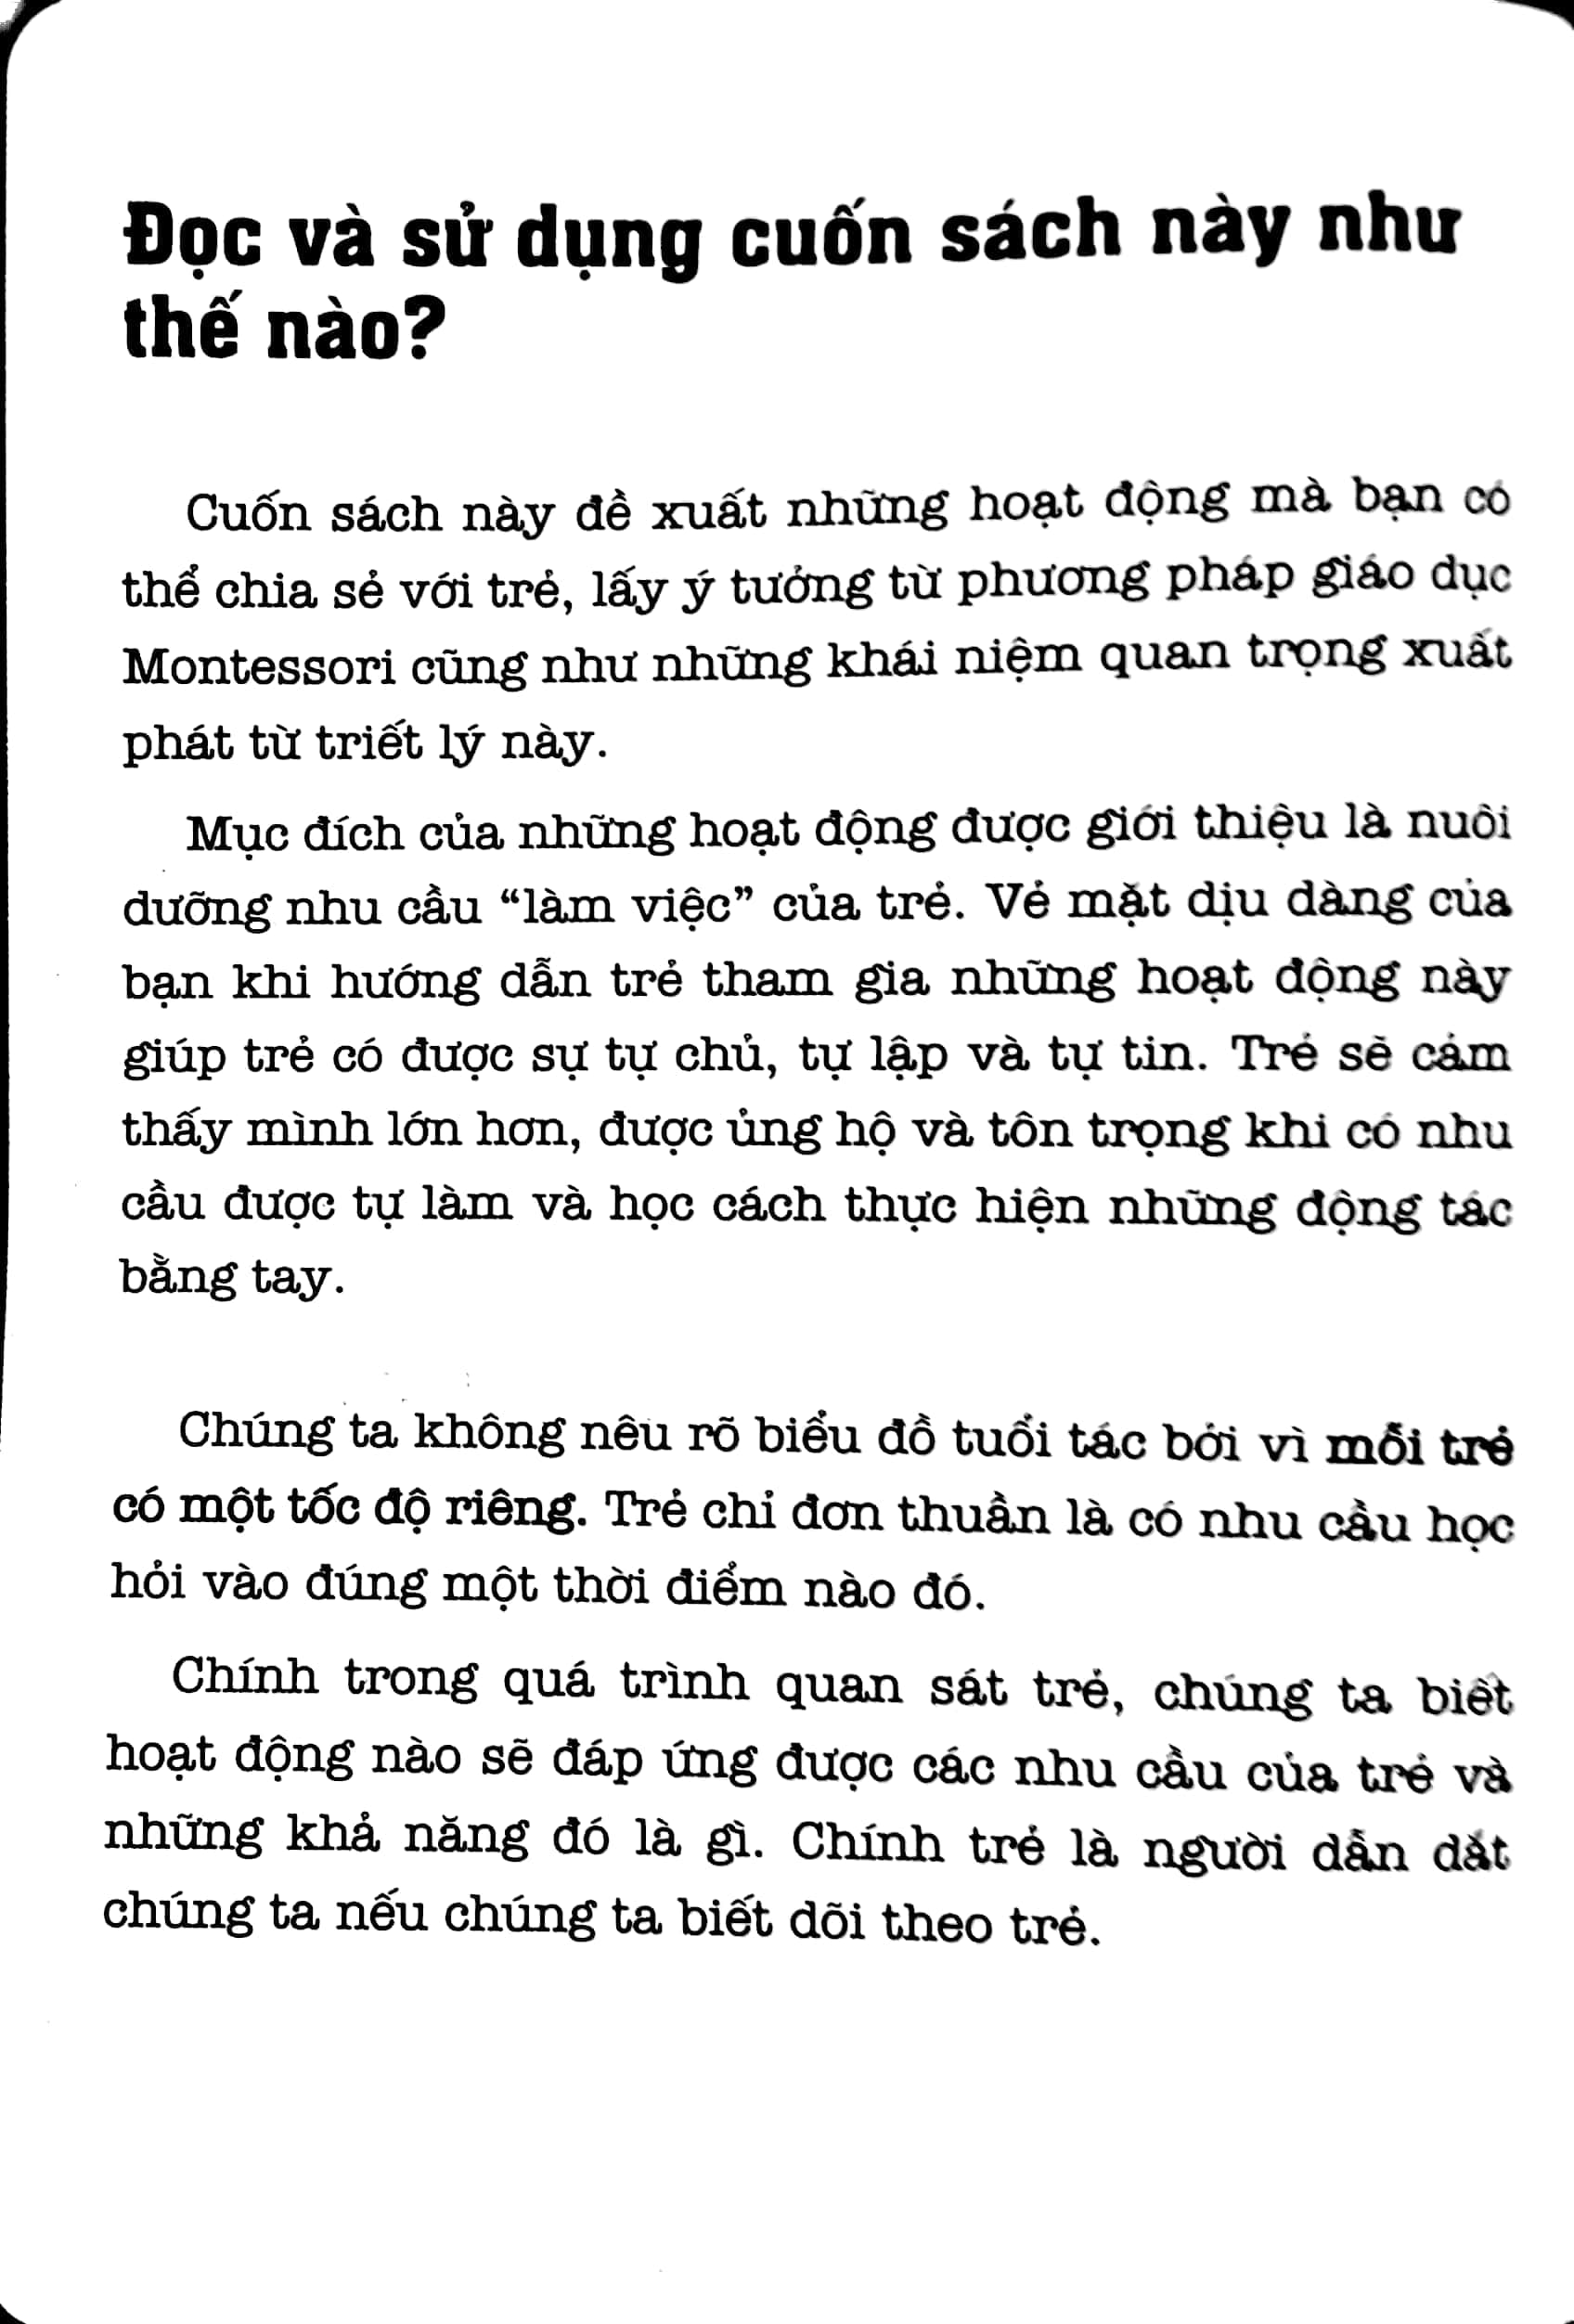 Đọc và sử dụng cuốn sách này như
thế nào?
Cuốn sách này đề xuất những hoạt động mà bạn có
thể chia sẻ với trẻ, lấy ý tưởng từ phương pháp giáo dục
Montessori cũng như những khái niệm quan trọng xuất
phát từ triết lý này.
Mục đích của những hoạt động được giới thiệu là nuôi
dưỡng nhu cầu “làm việc” của trẻ. Vẻ mặt dịu dàng của
bạn khi hướng dẫn trẻ tham gia những hoạt động này
giúp trẻ có được sự tự chủ, tự lập và tự tin. Trẻ sẽ cảm
thấy mình lớn hơn, được ủng hộ và tôn trọng khi có nhu
cầu được tự làm và học cách thực hiện những động tác
bằng tay.
Chúng ta không nêu rõ biểu đồ tuổi tác bởi vì mỗi trẻ
có một tốc độ riêng. Trẻ chỉ đơn thuần là có nhu cầu học
hỏi vào đúng một thời điểm nào đó.
Chính trong quá trình quan sát trẻ, chúng ta biết
hoạt động nào sẽ đáp ứng được các nhu cầu của trẻ và
những khả năng đó là gì. Chính trẻ là người dẫn dắt
chúng ta nếu chúng ta biết dõi theo trẻ.